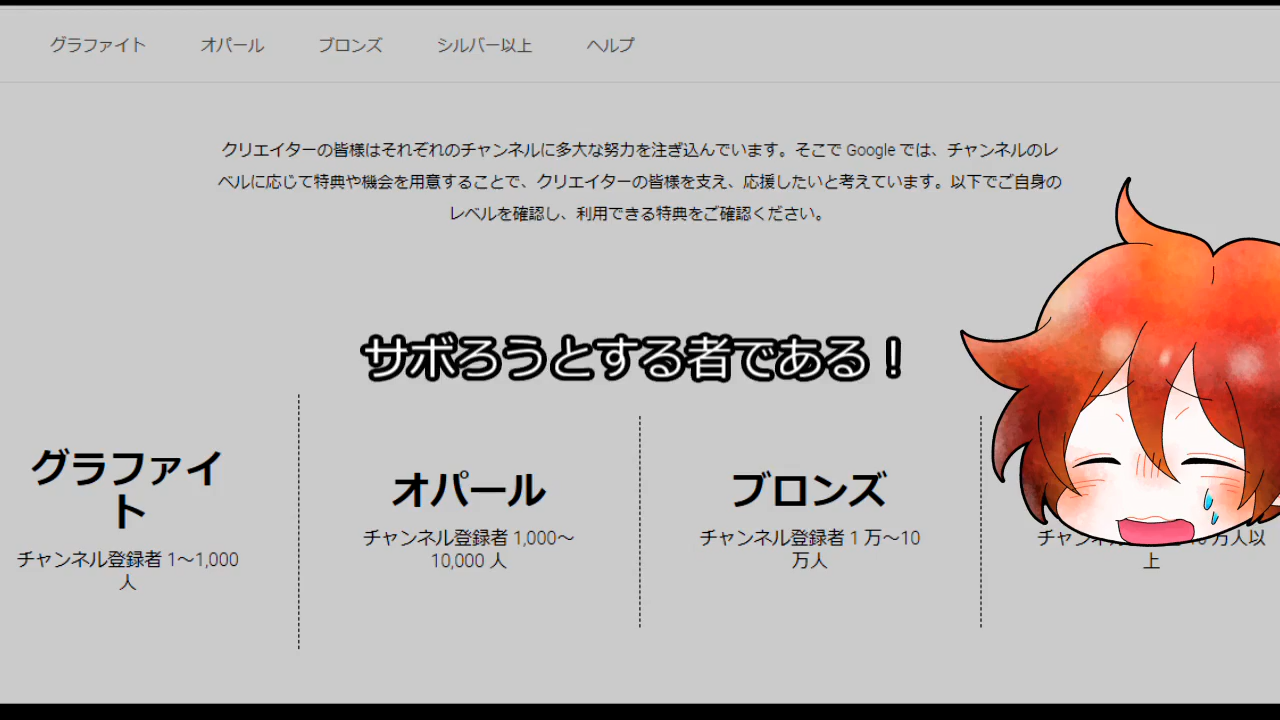 グラファイト オパール ブロンズ シルバー以上 ヘルプ
クリエイターの皆様はそれぞれのチャンネルに多大な努力を注ぎ込んでいます。そこで Google では、チャンネルのレ
ベルに応じて特典や機会を用意することで、クリエイターの皆様を支え、応援したいと考えています。以下でご自身の
レベルを確認し、利用できる特典をご確認ください。
サボろうとする者である！
グラファイ
ト
チャンネル登録者 1～1,000
人
オパール
チャンネル登録者 1,000～
10,000 人
ブロンズ
チャンネル登録者 1 万～10
万人
万人以
上